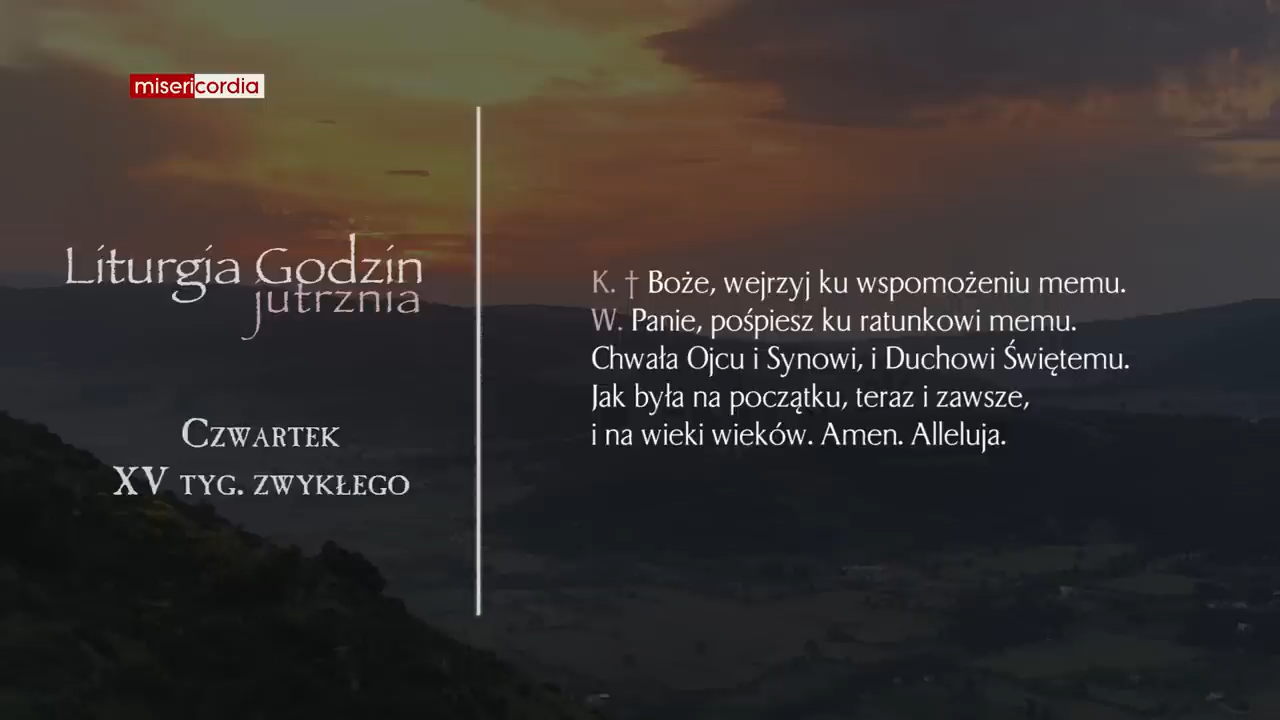 misericordia
Liturgia Godzin
jutrznia
Czwartek
XV tyg. zwykłego
K. † Boże, wejrzyj ku wspomożeniu memu.
W. Panie, pośpiesz ku ratunkowi memu.
Chwała Ojcu i Synowi, i Duchowi Świętemu.
Jak była na początku, teraz i zawsze,
i na wieki wieków. Amen. Alleluja.